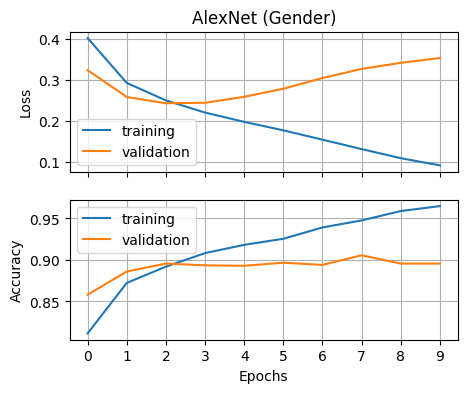 AlexNet (Gender)
0.4
0.3
0.2
0.1
Loss
training
validation
0.95
0.90
0.85
Accuracy
training
validation
0 1 2 3 4 5 6 7 8 9
Epochs